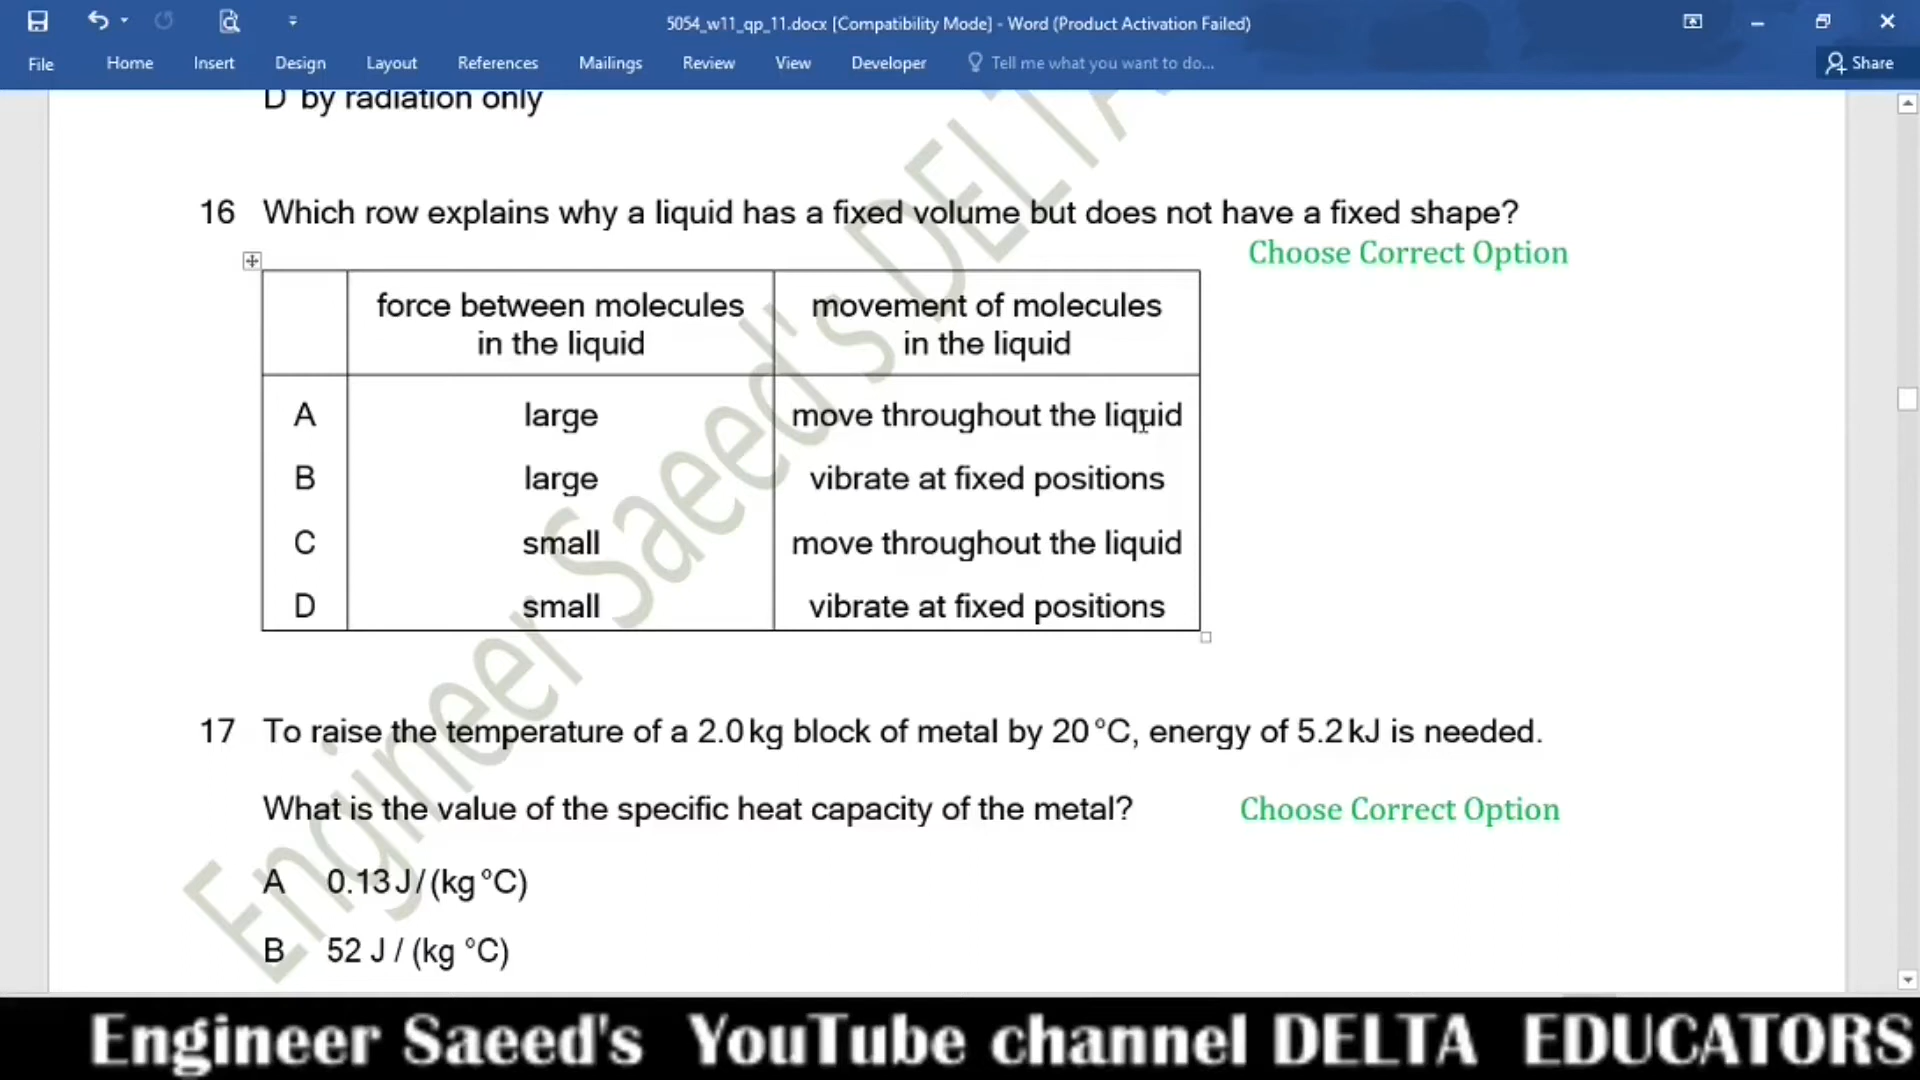 5054_w11_qp_11.docx [Compatibility Mode] - Word (Product Activation Failed)
File Home Insert Design Layout References Mailings Review View Developer Tell me what you want to do... Share
D by radiation only
16 Which row explains why a liquid has a fixed volume but does not have a fixed shape?
Choose Correct Option
force between molecules in the liquid movement of molecules in the liquid
A large move throughout the liquid
B large vibrate at fixed positions
C small move throughout the liquid
D small vibrate at fixed positions
17 To raise the temperature of a 2.0 kg block of metal by 20 °C, energy of 5.2 kJ is needed.
What is the value of the specific heat capacity of the metal? Choose Correct Option
A 0.13 J / (kg °C)
B 52 J / (kg °C)
Engineer Saeed's DELTA
Engineer Saeed's YouTube channel DELTA EDUCATORS